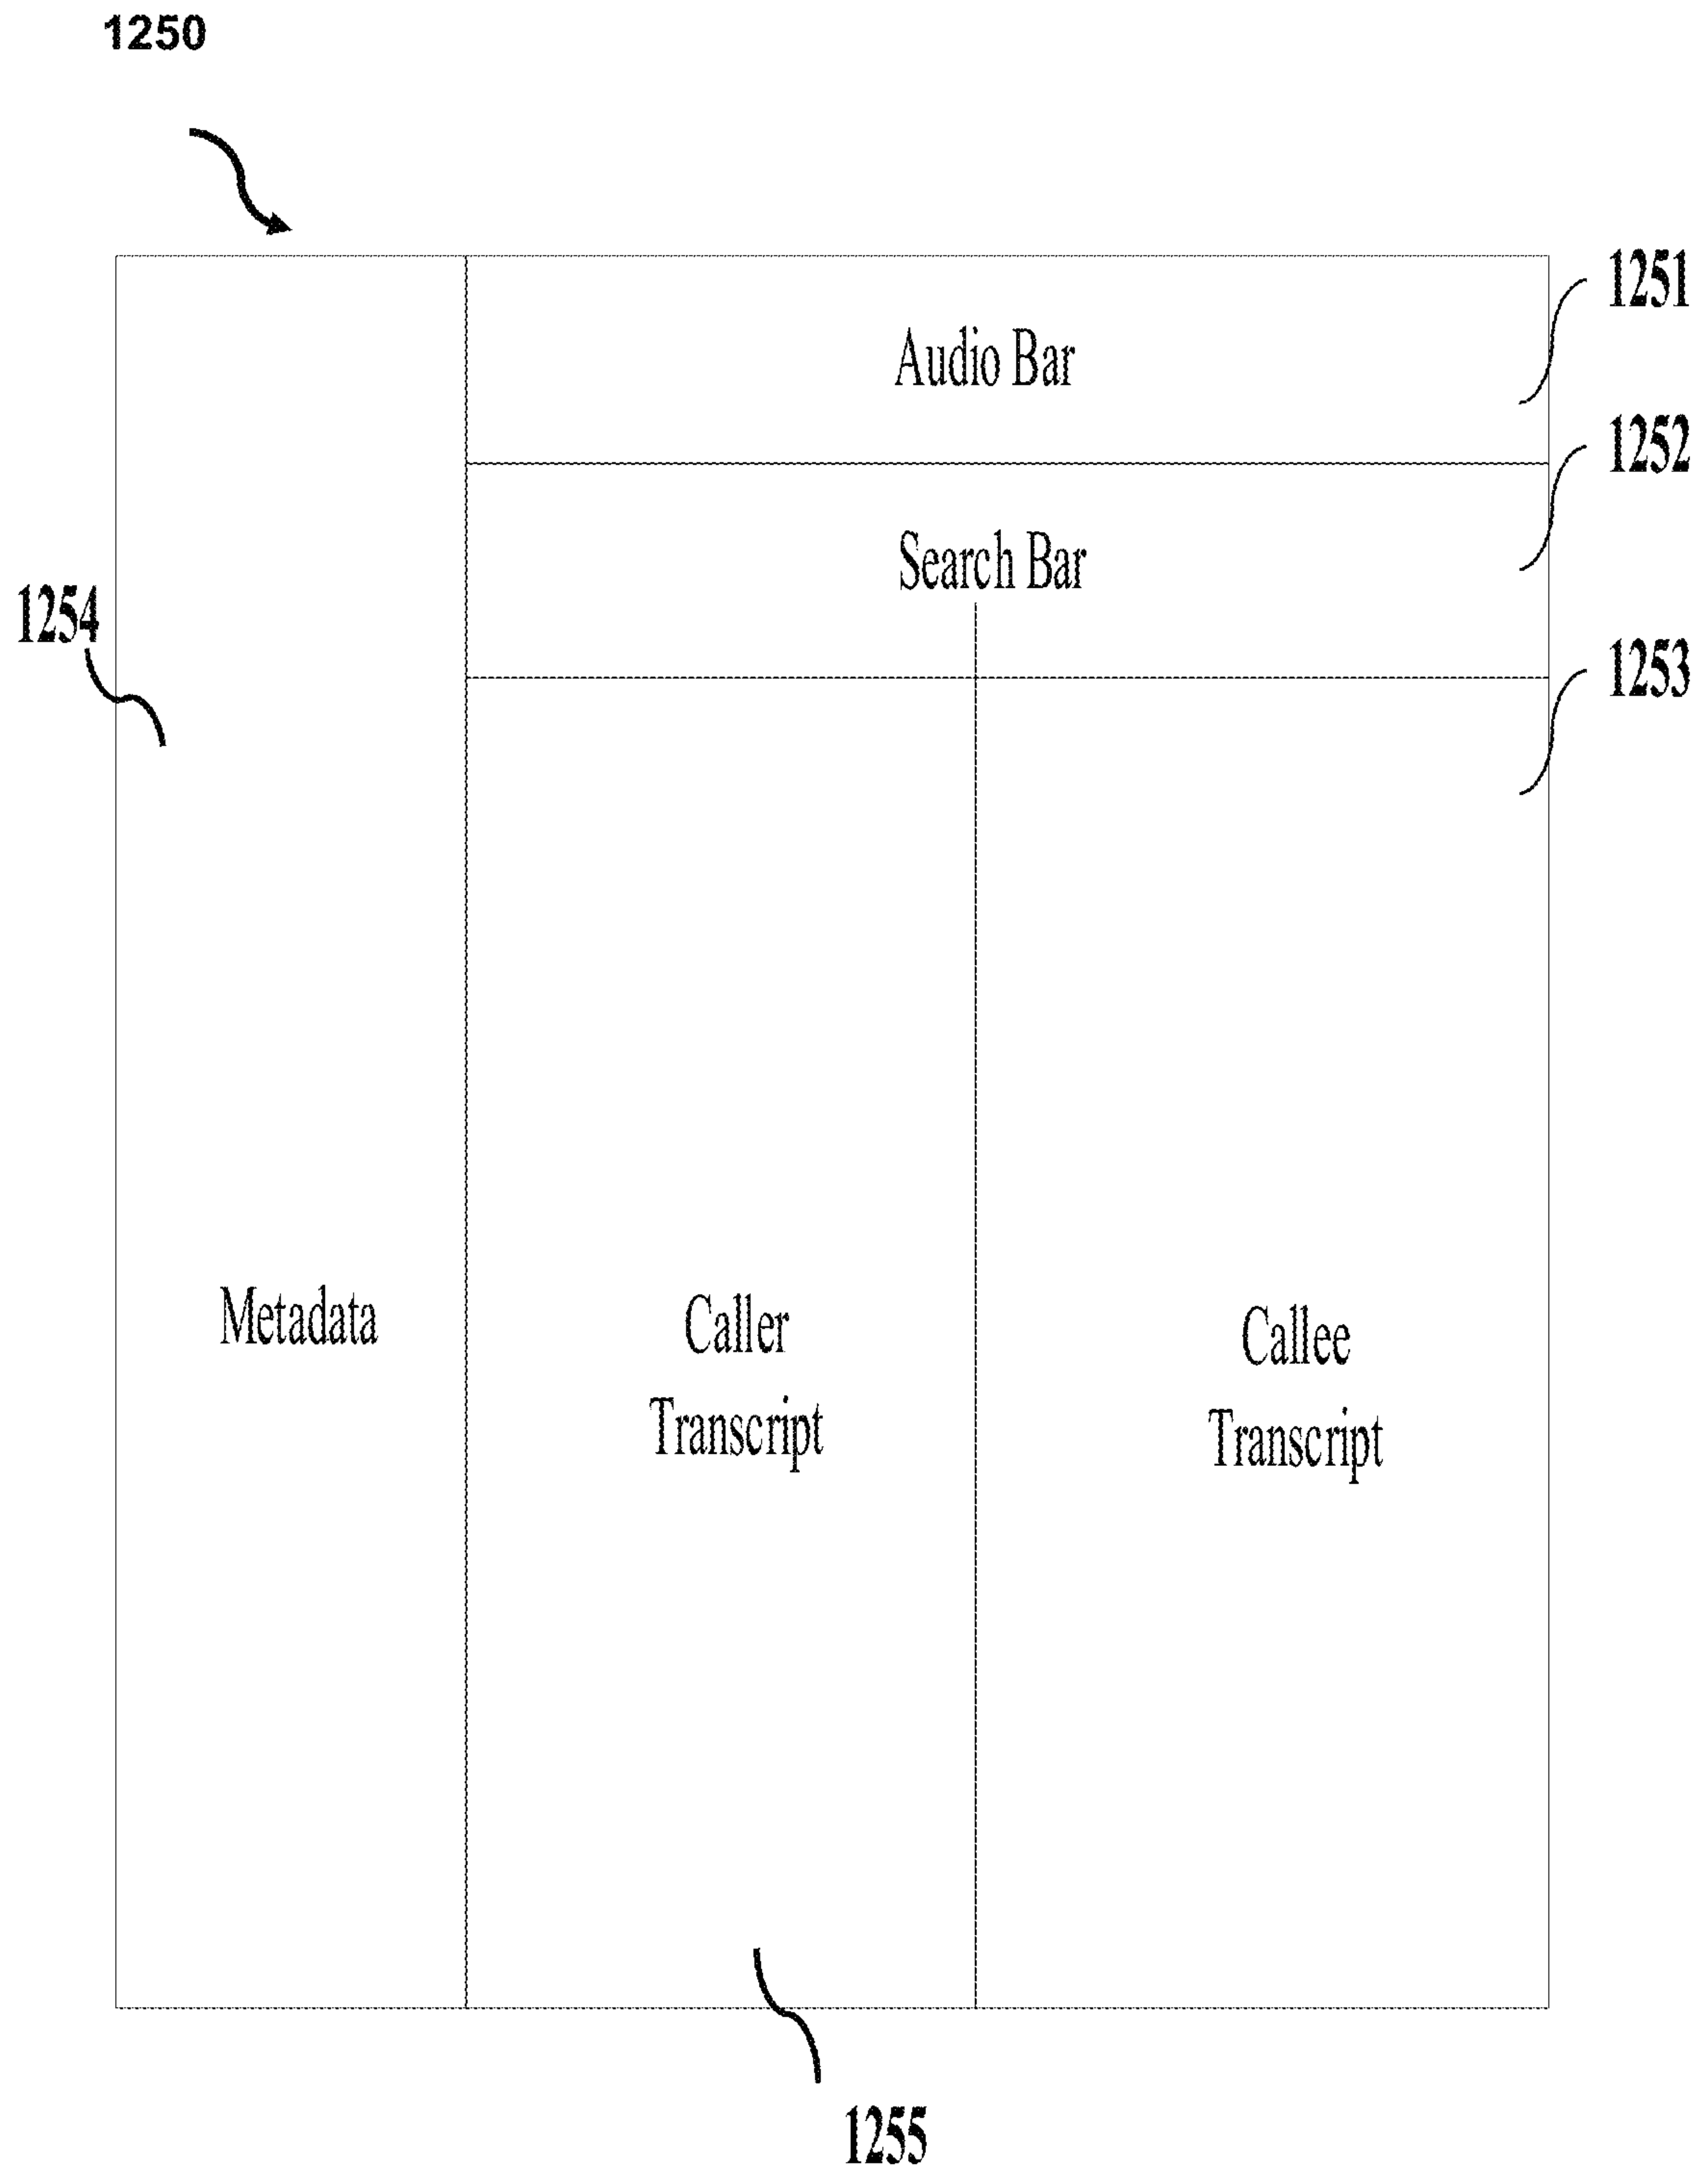 1250
1251
Audio Bar
1252
Search Bar
1254
1253
Metadata
Caller
Transcript
Callee
Transcript
1255